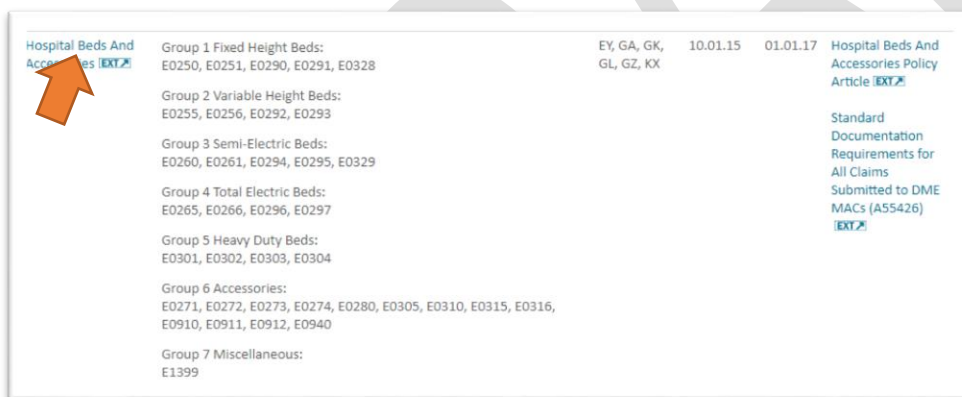 Hospital Beds And
Accessories EXT
Group 1 Fixed Height Beds:
E0250, E0251, E0290, E0291, E0328
Group 2 Variable Height Beds:
E0255, E0256, E0292, E0293
Group 3 Semi-Electric Beds:
E0260, E0261, E0294, E0295, E0329
Group 4 Total Electric Beds:
E0265, E0266, E0296, E0297
Group 5 Heavy Duty Beds:
E0301, E0302, E0303, E0304
Group 6 Accessories:
E0271, E0272, E0273, E0274, E0280, E0305, E0310, E0315, E0316,
E0910, E0911, E0912, E0940
Group 7 Miscellaneous:
E1399
EY, GA, GK,
GL, GZ, KX
10.01.15
01.01.17
Hospital Beds And
Accessories Policy
Article EXT
Standard
Documentation
Requirements for
All Claims
Submitted to DME
MACs (A55426)
EXT